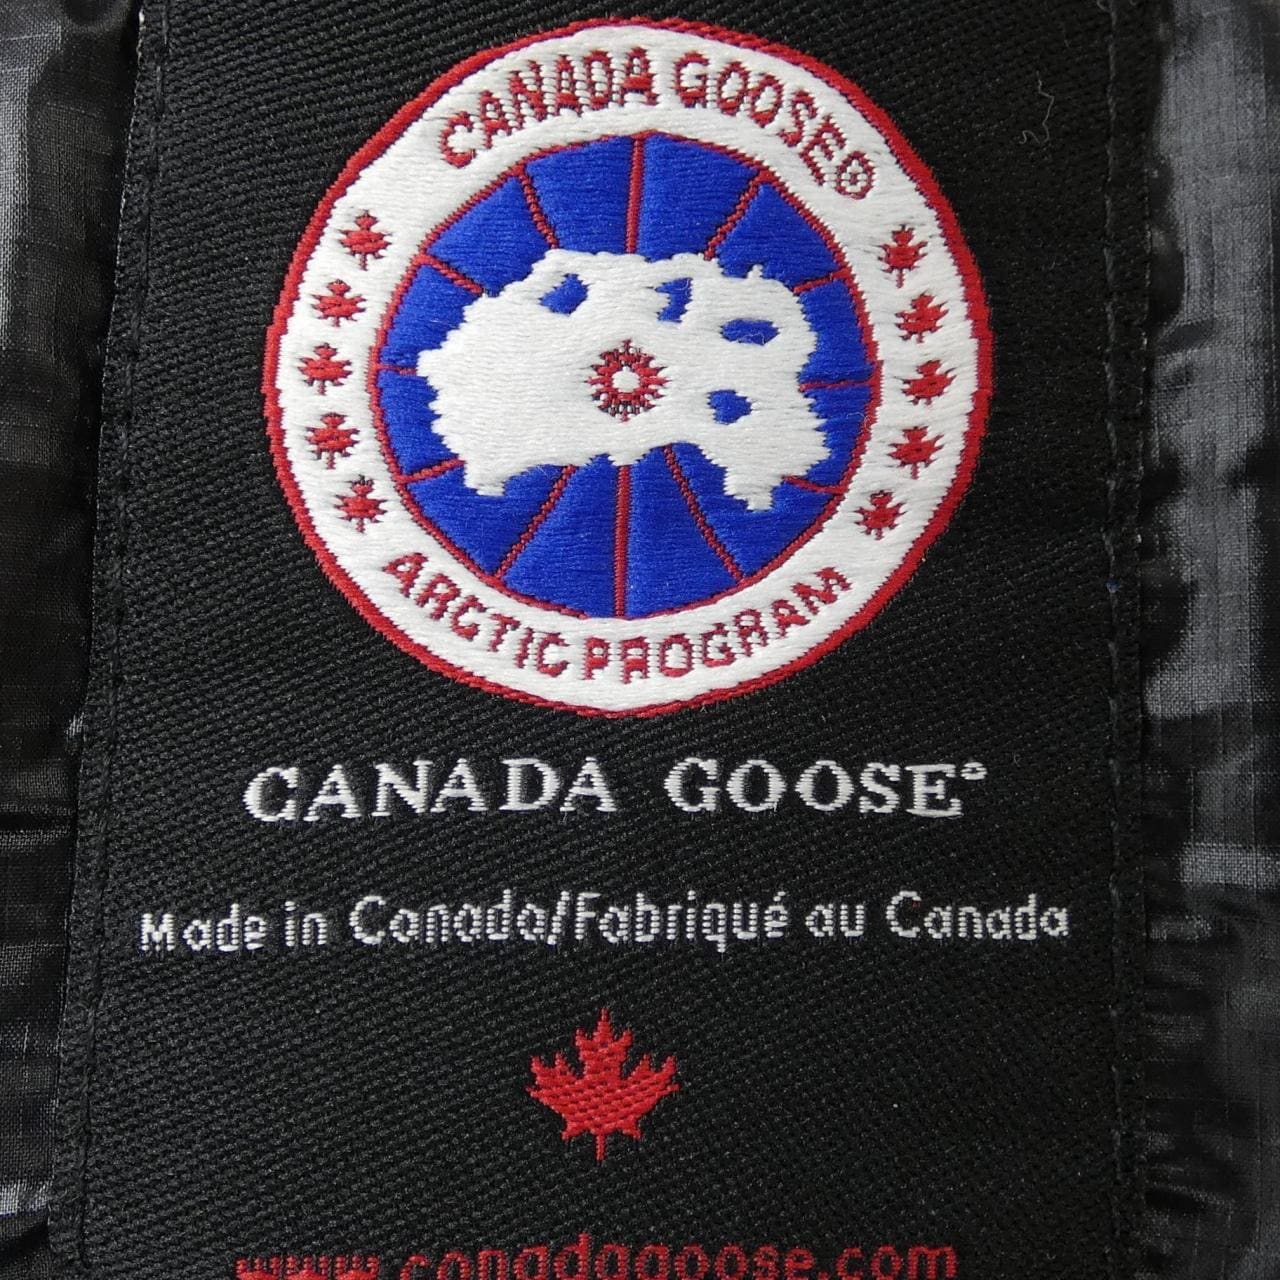 CANADA GOOSE®
ARCTIC PROGRAM
CANADA GOOSE®
Made in Canada/Fabriqué au Canada
www.canadagoose.com